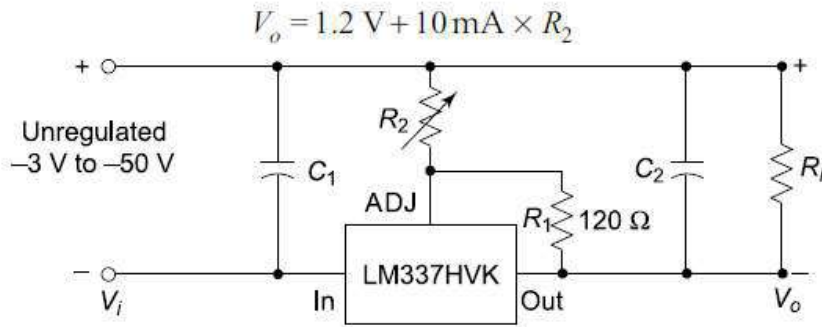 V_o = 1.2 V + 10 mA × R_2
+
+
R_2
Unregulated
–3 V to –50 V
C_1
C_2
ADJ
R_1
120 Ω
–
LM337HVK
–
V_i
In
Out
V_o